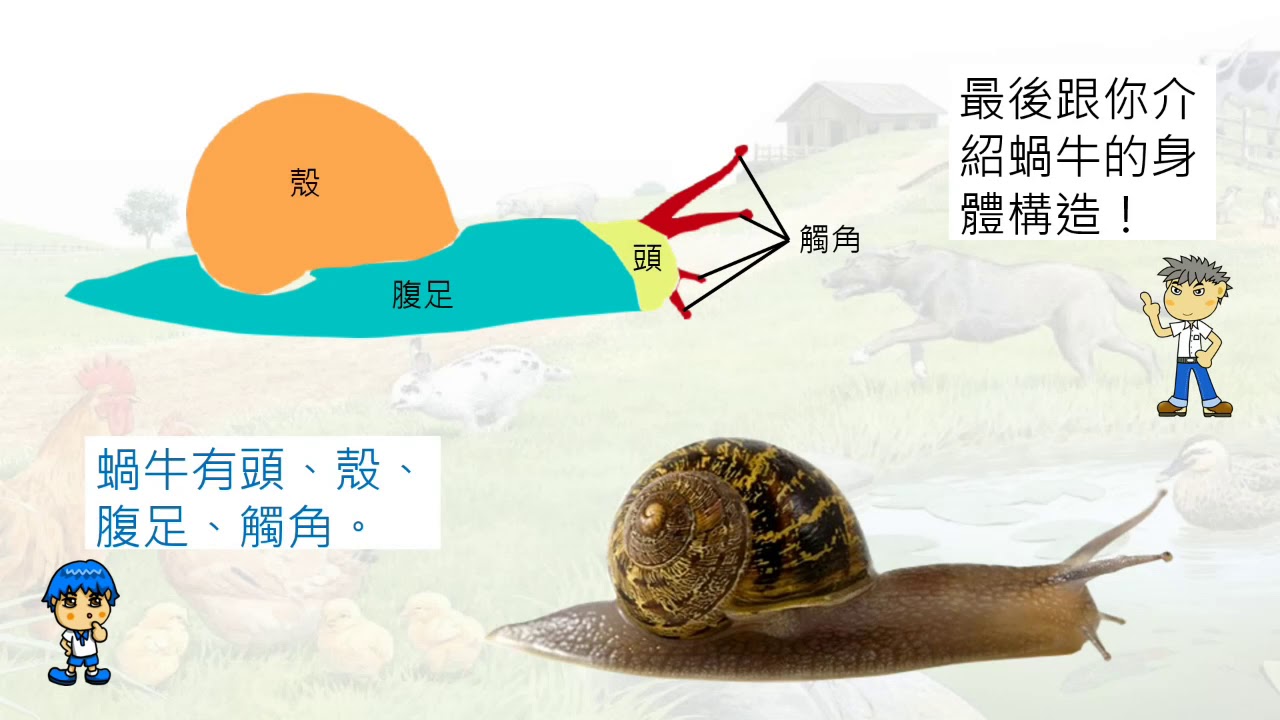 最後跟你介
紹蝸牛的身
體構造！
殼
頭
觸角
腹足
蝸牛有頭、殼、
腹足、觸角。